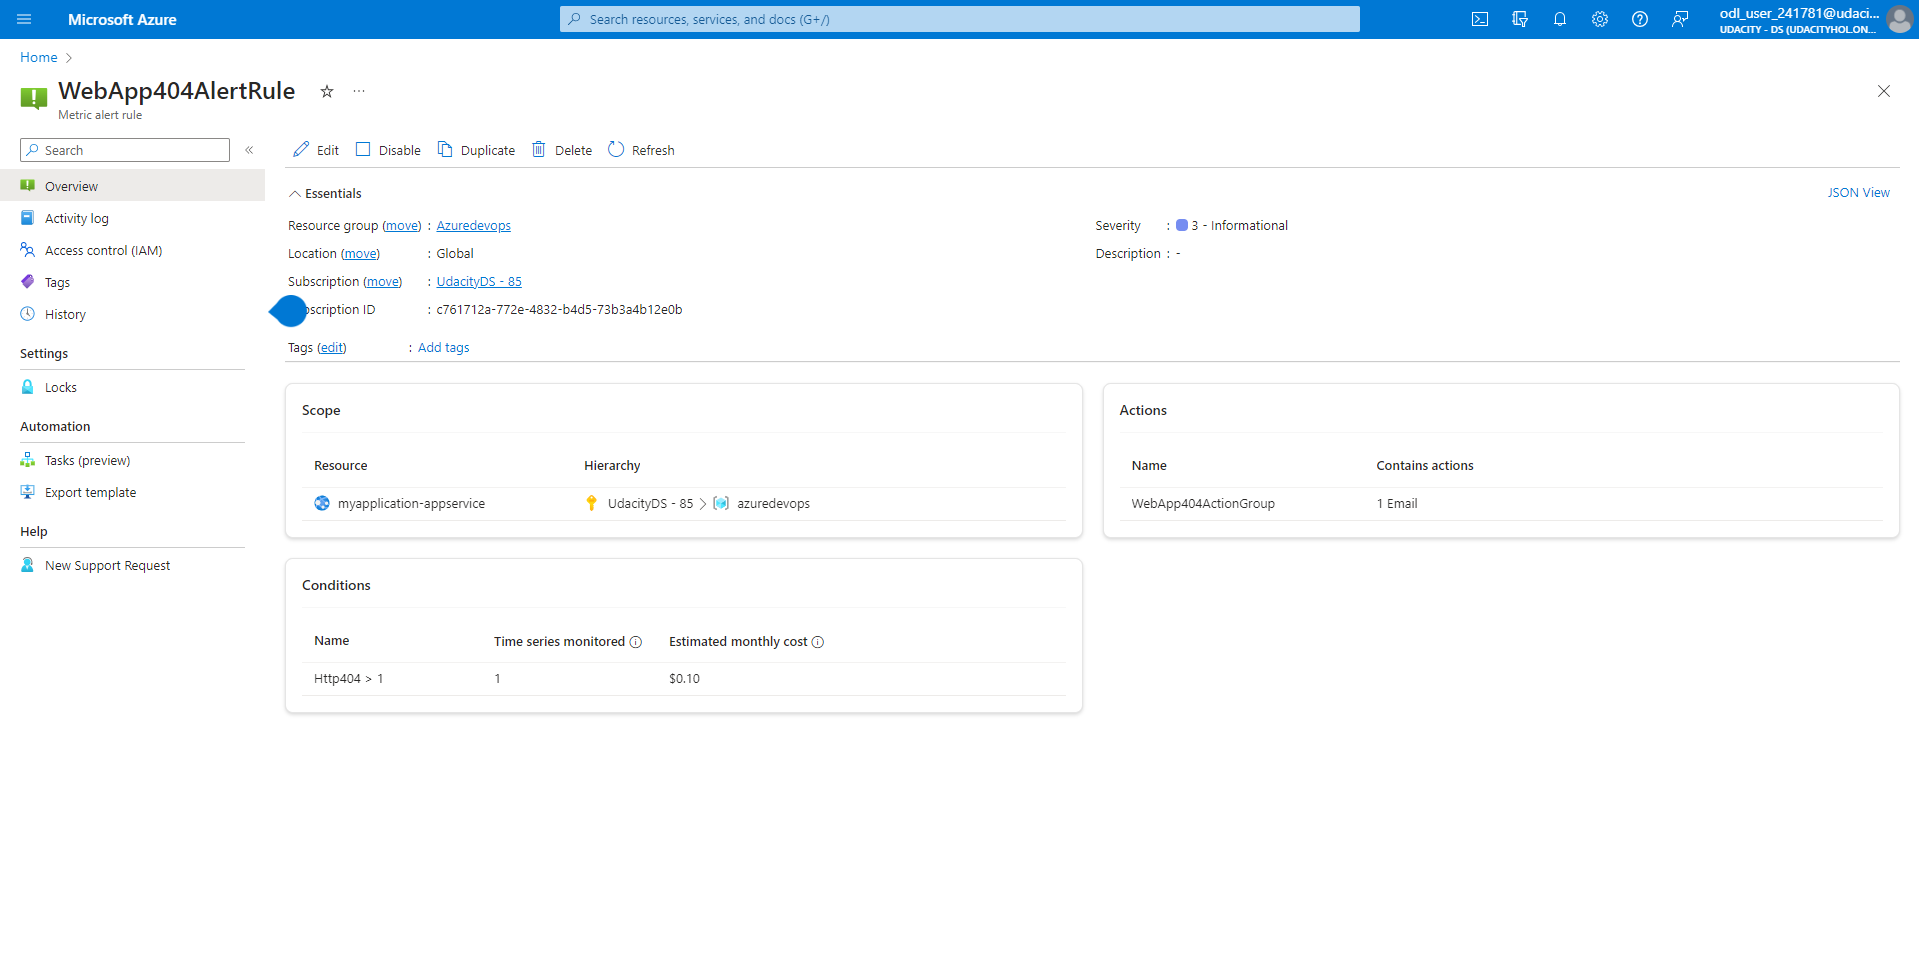 Microsoft Azure
Search resources, services, and docs (G+/)
odl_user_241781@udaci...
UDACITY - DS (UDACITYHOL.ON...
Home
WebApp404AlertRule
Metric alert rule
Search
«
Edit
Disable
Duplicate
Delete
Refresh
Overview
Activity log
Access control (IAM)
Tags
History
Settings
Locks
Automation
Tasks (preview)
Export template
Help
New Support Request
Essentials
JSON View
Resource group (move) : Azuredevops
Location (move) : Global
Subscription (move) : UdacityDS - 85
scription ID : c761712a-772e-4832-b4d5-73b3a4b12e0b
Tags (edit) : Add tags
Severity : 3 - Informational
Description : -
Scope
Resource Hierarchy
myapplication-appservice UdacityDS - 85 > azuredevops
Actions
Name Contains actions
WebApp404ActionGroup 1 Email
Conditions
Name Time series monitored Estimated monthly cost
Http404 > 1 1 $0.10